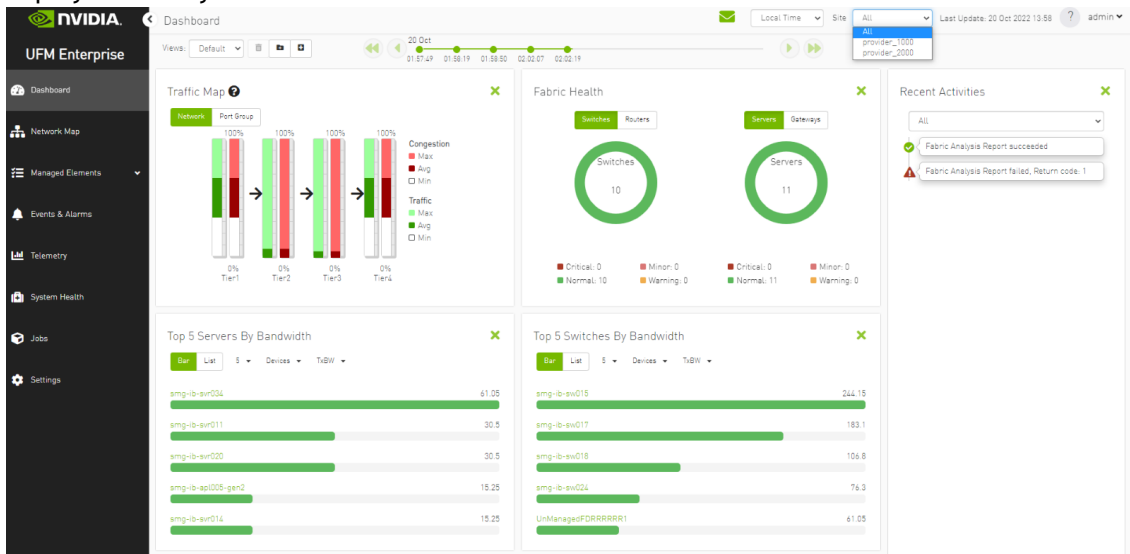 NVIDIA.
UFM Enterprise
Dashboard
Network Map
Managed Elements
Events & Alarms
Telemetry
System Health
Jobs
Settings
Dashboard
Local Time
Site
All
Last Update: 20 Oct 2022 13:58
?
admin
All
provider_1000
provider_2000
Views:
Default
20 Oct
01:57:49 01:58:19 01:58:50 02:02:07 02:02:19
Traffic Map
Network Port Group
100% 100% 100% 100%
0% 0% 0% 0%
Tier1 Tier2 Tier3 Tier4
Congestion
Max
Avg
Min
Traffic
Max
Avg
Min
Fabric Health
Switches Routers
Switches
10
Critical: 0 Minor: 0
Normal: 10 Warning: 0
Servers Gateways
Servers
11
Critical: 0 Minor: 0
Normal: 11 Warning: 0
Recent Activities
All
Fabric Analysis Report succeeded
Fabric Analysis Report failed, Return code: 1
Top 5 Servers By Bandwidth
Bar List 5 Devices TxBW
smg-ib-svr034 61.05
smg-ib-svr011 30.5
smg-ib-svr020 30.5
smg-ib-apl005-gen2 15.25
smg-ib-svr014 15.25
Top 5 Switches By Bandwidth
Bar List 5 Devices TxBW
smg-ib-sw015 244.15
smg-ib-sw017 183.1
smg-ib-sw018 106.8
smg-ib-sw024 76.3
UnManagedFDRRRRRR1 61.05